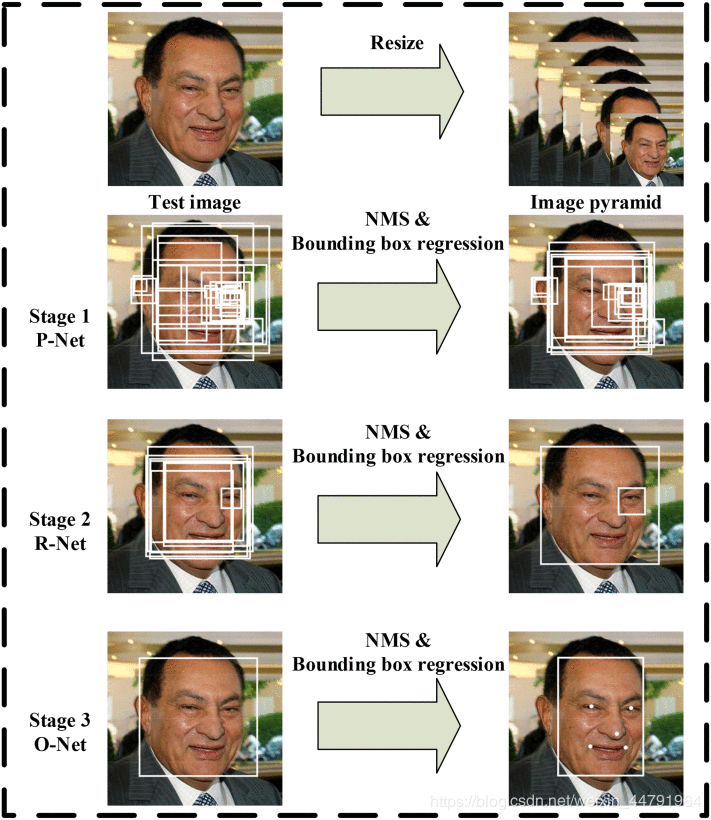 Resize
Test image
Image pyramid
NMS &
Bounding box regression
Stage 1
P-Net
NMS &
Bounding box regression
Stage 2
R-Net
NMS &
Bounding box regression
Stage 3
O-Net
https://blog.csdn.net/weixin_44791964